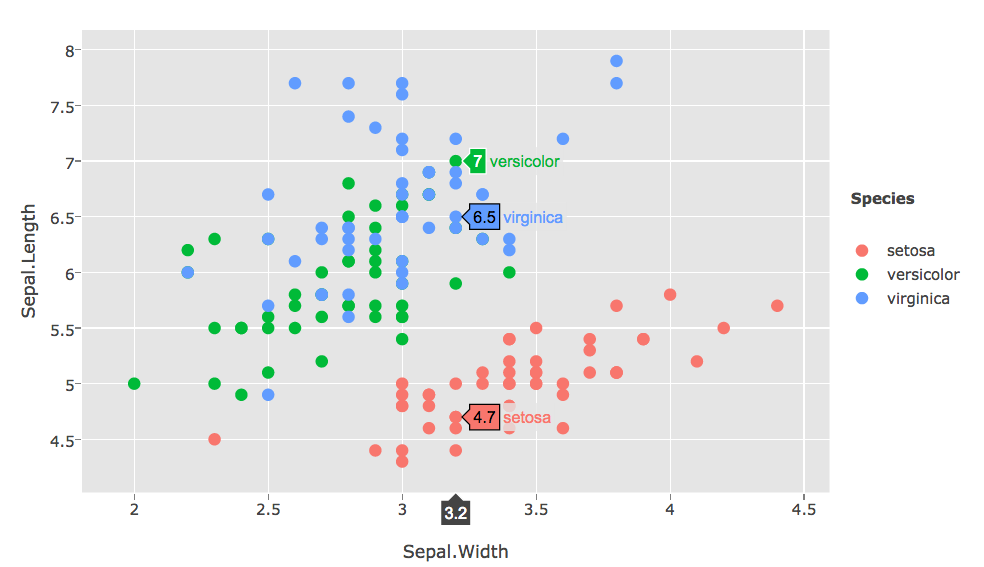 8
7.5
7
6.5
6
5.5
5
4.5
Sepal.Length
7 versicolor
6.5 virginica
4.7 setosa
2 2.5 3 3.2 3.5 4 4.5
Sepal.Width
Species
setosa
versicolor
virginica